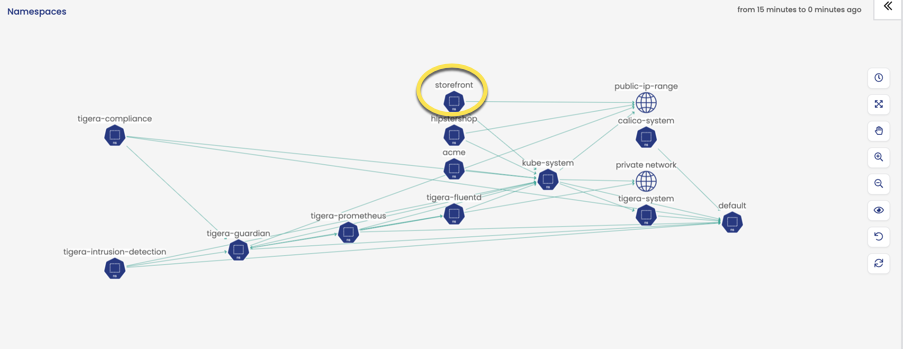 Namespaces
from 15 minutes to 0 minutes ago
storefront
public-ip-range
tigera-compliance
hipstershop
calico-system
acme
kube-system
private network
tigera-fluentd
tigera-system
tigera-prometheus
default
tigera-guardian
tigera-intrusion-detection